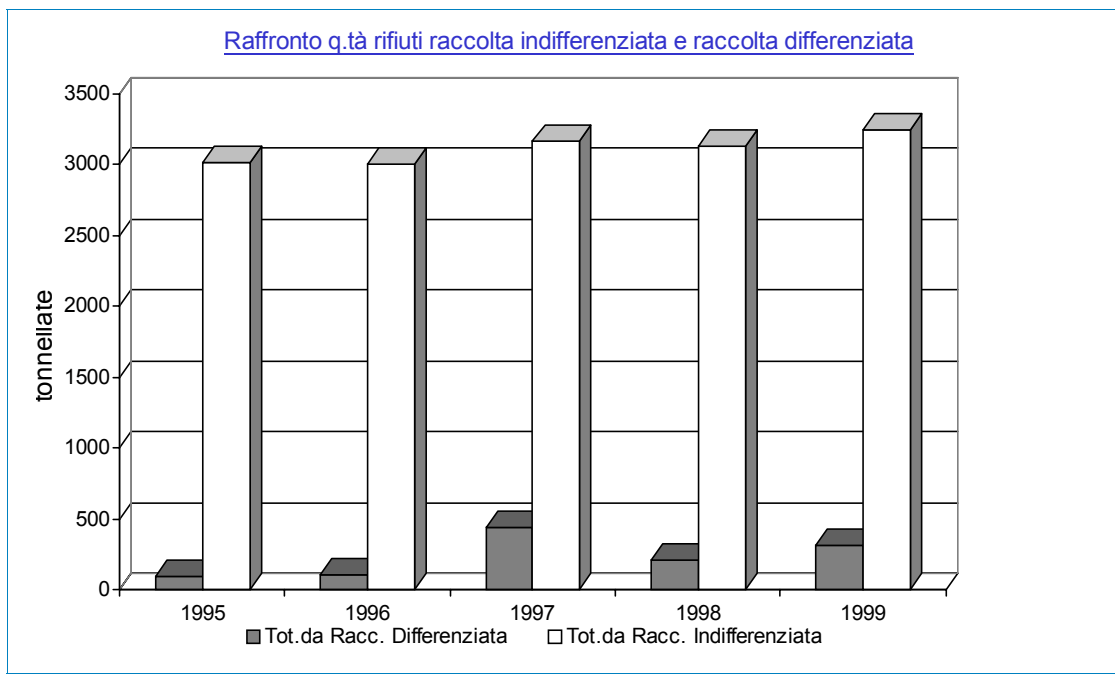 Raffronto q.tà rifiuti raccolta indifferenziata e raccolta differenziata
3500
3000
2500
2000
1500
1000
500
0
tonnellate
1995 1996 1997 1998 1999
Tot.da Racc. Differenziata Tot.da Racc. Indifferenziata